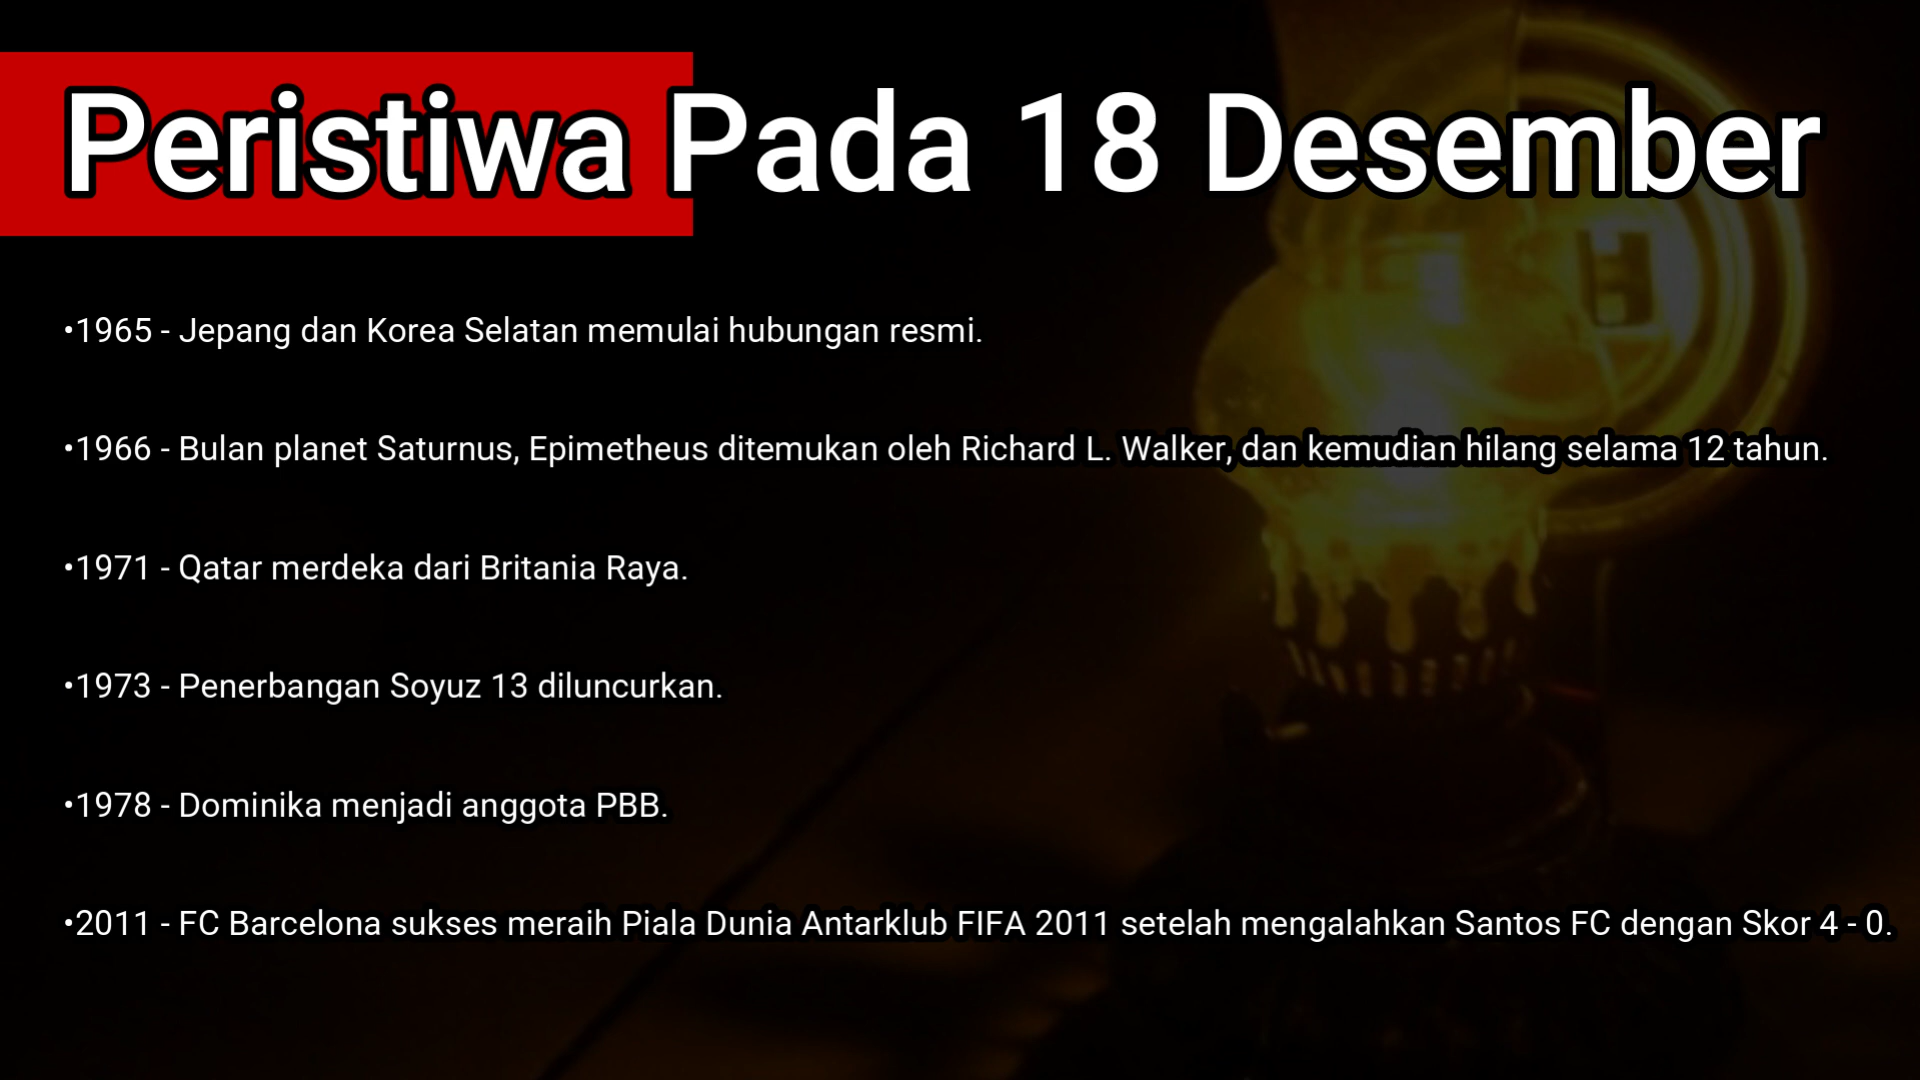 Peristiwa Pada 18 Desember
•1965 - Jepang dan Korea Selatan memulai hubungan resmi.
•1966 - Bulan planet Saturnus, Epimetheus ditemukan oleh Richard L. Walker, dan kemudian hilang selama 12 tahun.
•1971 - Qatar merdeka dari Britania Raya.
•1973 - Penerbangan Soyuz 13 diluncurkan.
•1978 - Dominika menjadi anggota PBB.
•2011 - FC Barcelona sukses meraih Piala Dunia Antarklub FIFA 2011 setelah mengalahkan Santos FC dengan Skor 4 - 0.